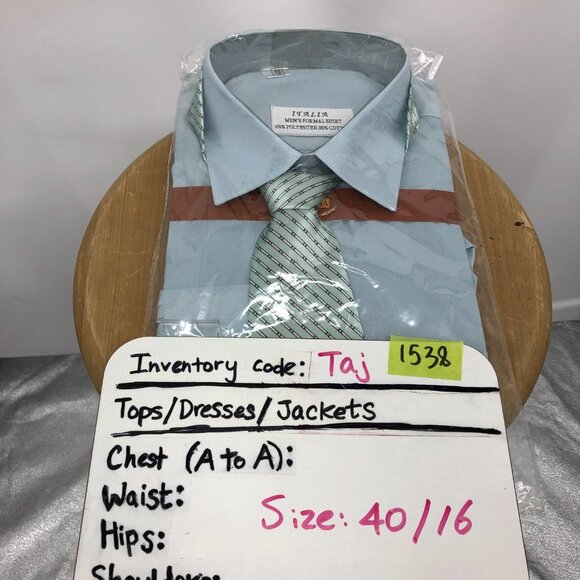 ITALIA
MEN'S FORMAL SHIRT
Inventory code: Taj 1538
Tops/Dresses/Jackets
Chest (A to A):
Waist:
Size: 40/16
Hips: